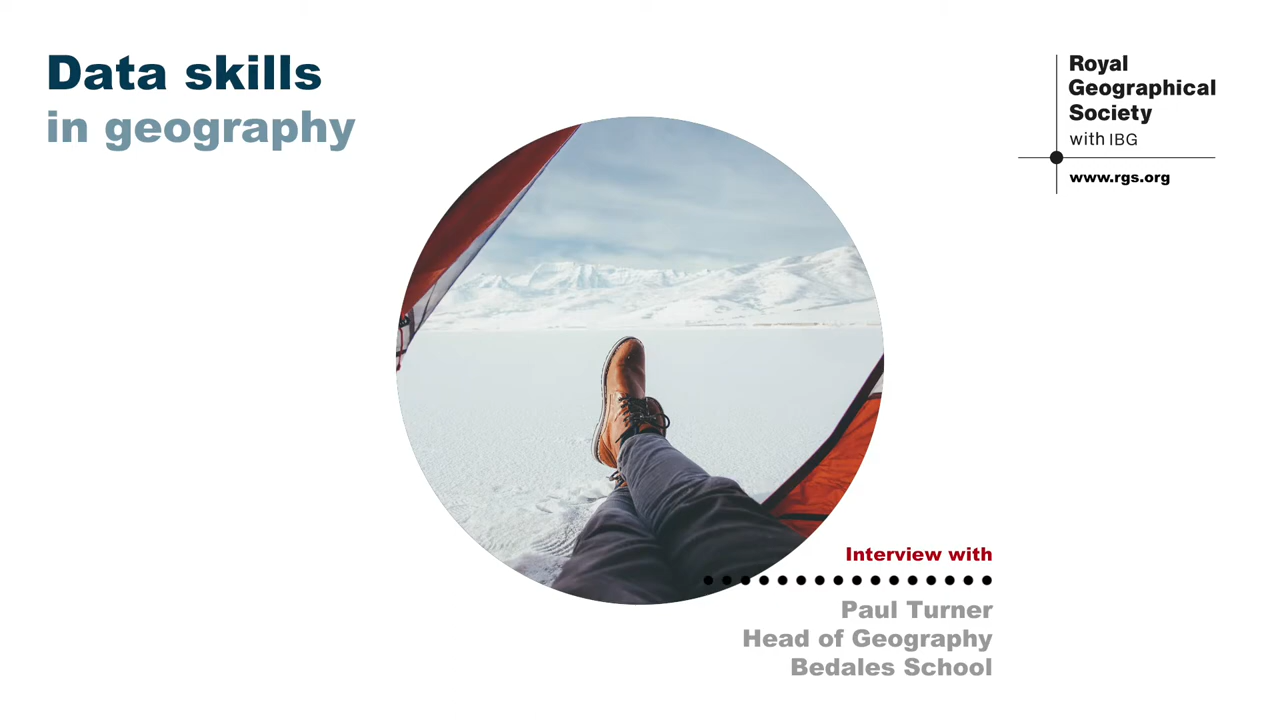 Data skills
in geography
Royal
Geographical
Society
with IBG
www.rgs.org
Interview with
Paul Turner
Head of Geography
Bedales School